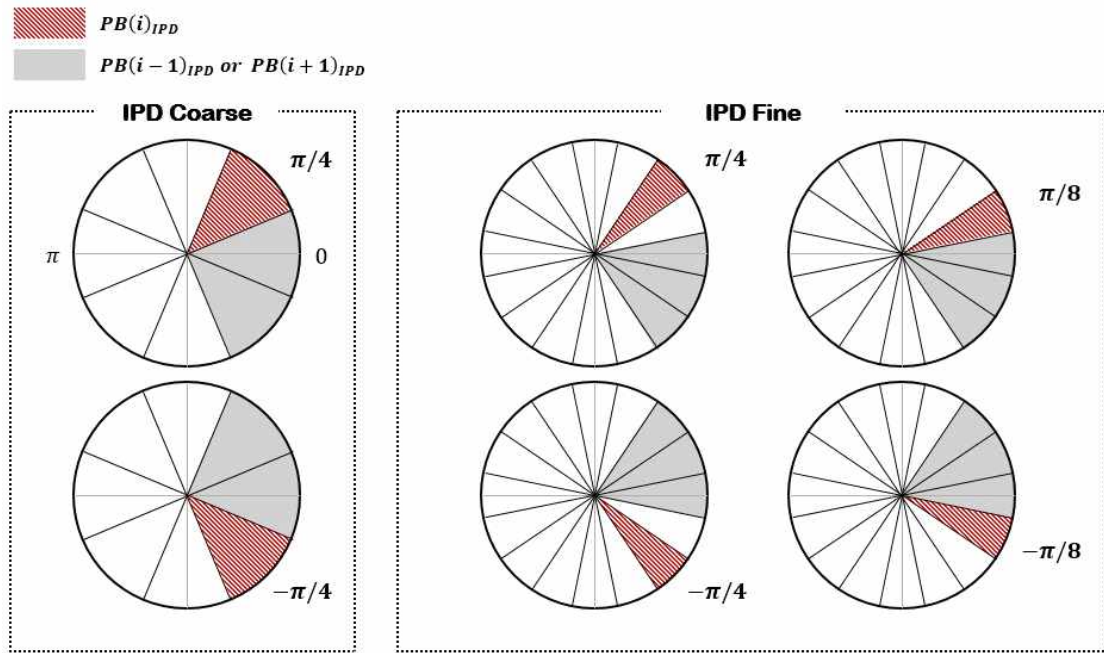 PB(i)IPD
PB(i − 1)IPD or PB(i + 1)IPD
IPD Coarse
π/4
π
0
−π/4
IPD Fine
π/4
π/8
−π/4
−π/8